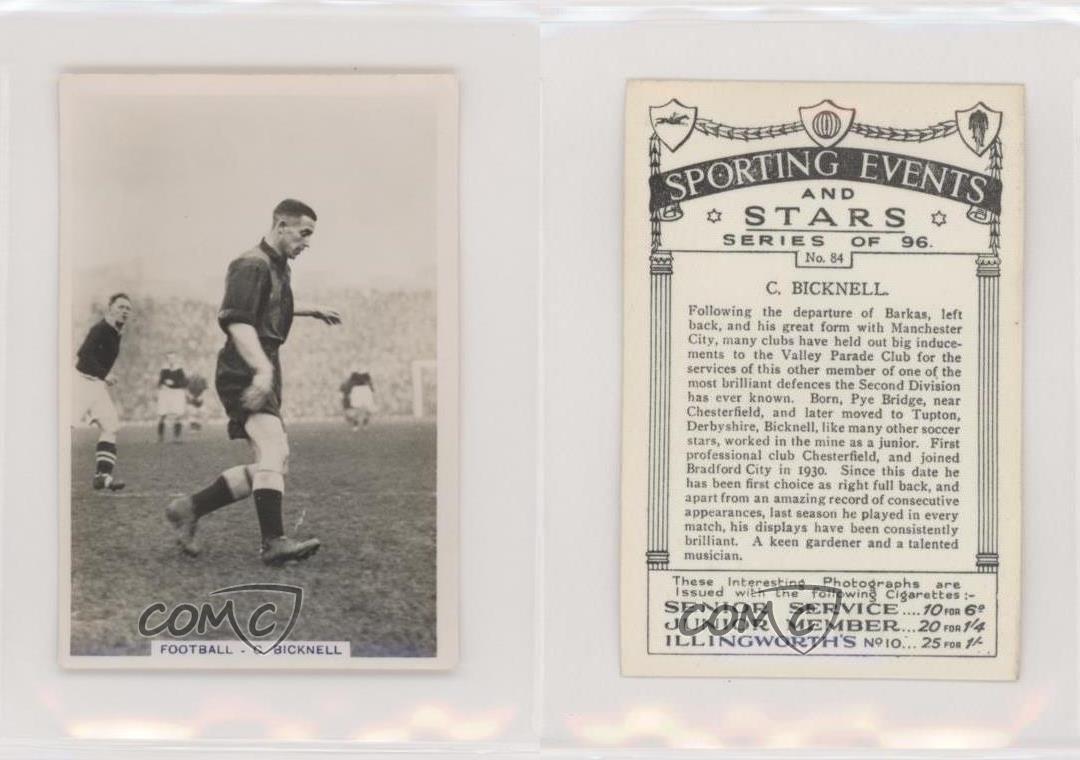 COMC
FOOTBALL - C. BICKNELL
SPORTING EVENTS
AND
STARS
SERIES OF 96.
No. 84
C. BICKNELL.
Following the departure of Barkas, left
back, and his great form with Manchester
City, many clubs have held out big induce-
ments to the Valley Parade Club for the
services of this other member of one of the
most brilliant defences the Second Division
has ever known. Born, Pye Bridge, near
Chesterfield, and later moved to Tupton,
Derbyshire, Bicknell, like many other soccer
stars, worked in the mine as a junior. First
professional club Chesterfield, and joined
Bradford City in 1930. Since this date he
has been first choice as right full back, and
apart from an amazing record of consecutive
appearances, last season he played in every
match, his displays have been consistently
brilliant. A keen gardener and a talented
musician.
These Interesting Photographs are
Issued with the following Cigarettes :-
SENIOR SERVICE .... 10 FOR 6D
JUNIOR MEMBER... 20 FOR 1/4
ILLINGWORTH'S No 10... 25 FOR 1/-
COMC